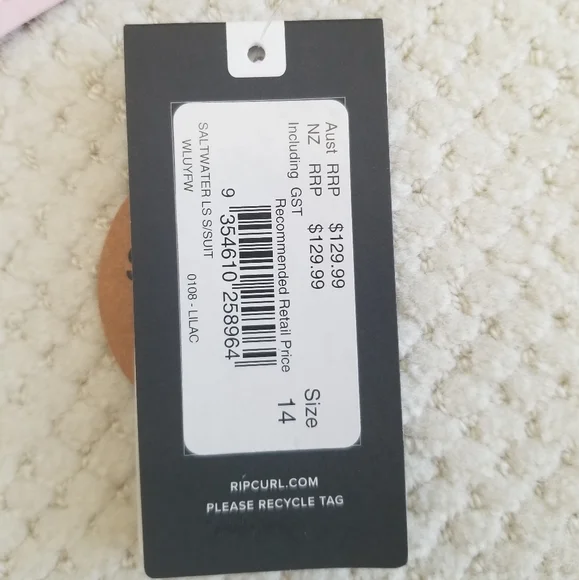 Aust RRP $129.99
NZ RRP $129.99
Including GST
Recommended Retail Price
9 354610 258964
Size
14
SALTWATER LS S/SUIT
WLUYFW
0108 - LILAC
RIPCURL.COM
PLEASE RECYCLE TAG